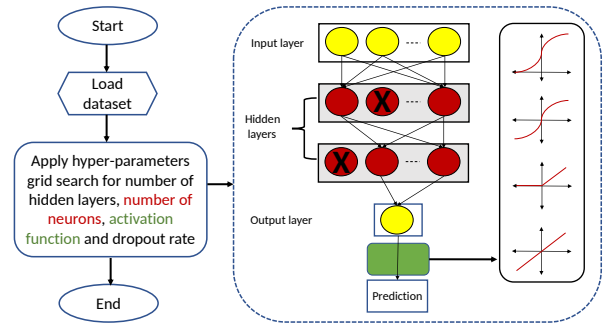 Start
Load
dataset
Apply hyper-parameters
grid search for number of
hidden layers, number of
neurons, activation
function and dropout rate
End
Input layer
Hidden
layers
X
X
Output layer
Prediction